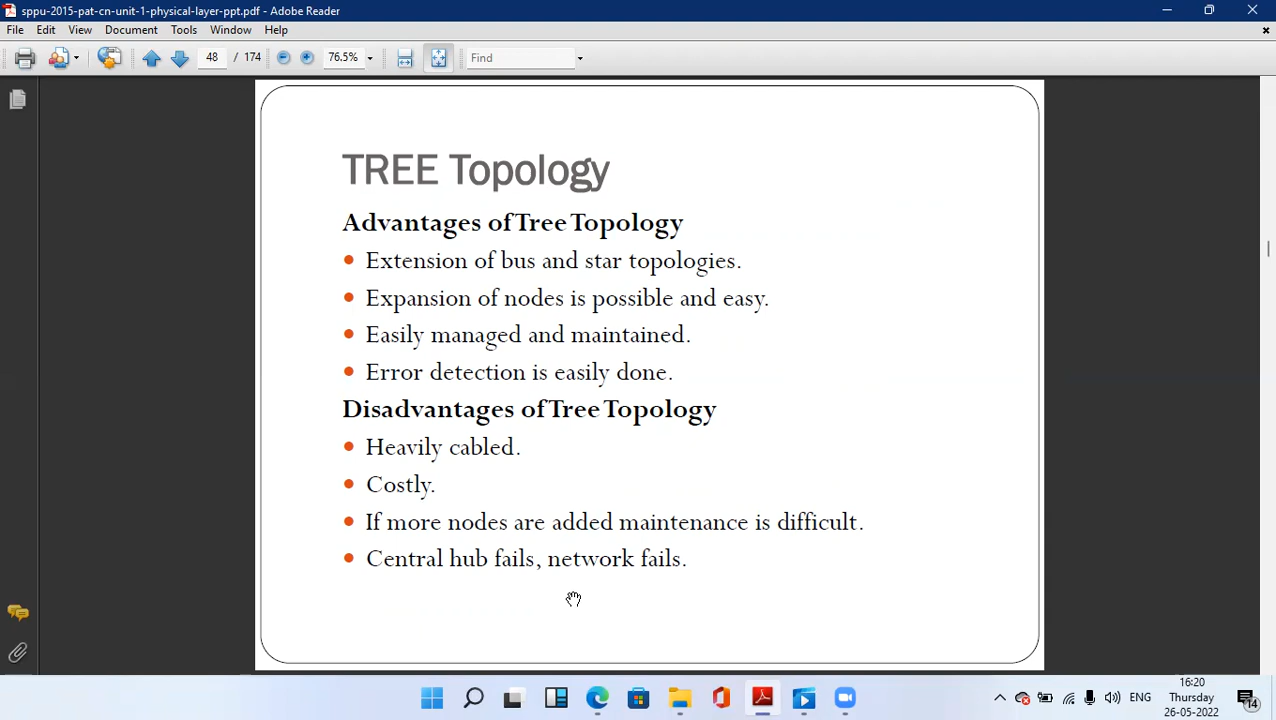 sppu-2015-pat-cn-unit-1-physical-layer-ppt.pdf - Adobe Reader
File Edit View Document Tools Window Help
48 / 174 76.5% Find
TREE Topology
Advantages of Tree Topology
Extension of bus and star topologies.
Expansion of nodes is possible and easy.
Easily managed and maintained.
Error detection is easily done.
Disadvantages of Tree Topology
Heavily cabled.
Costly.
If more nodes are added maintenance is difficult.
Central hub fails, network fails.
ENG
16:20
Thursday
26-05-2022
14